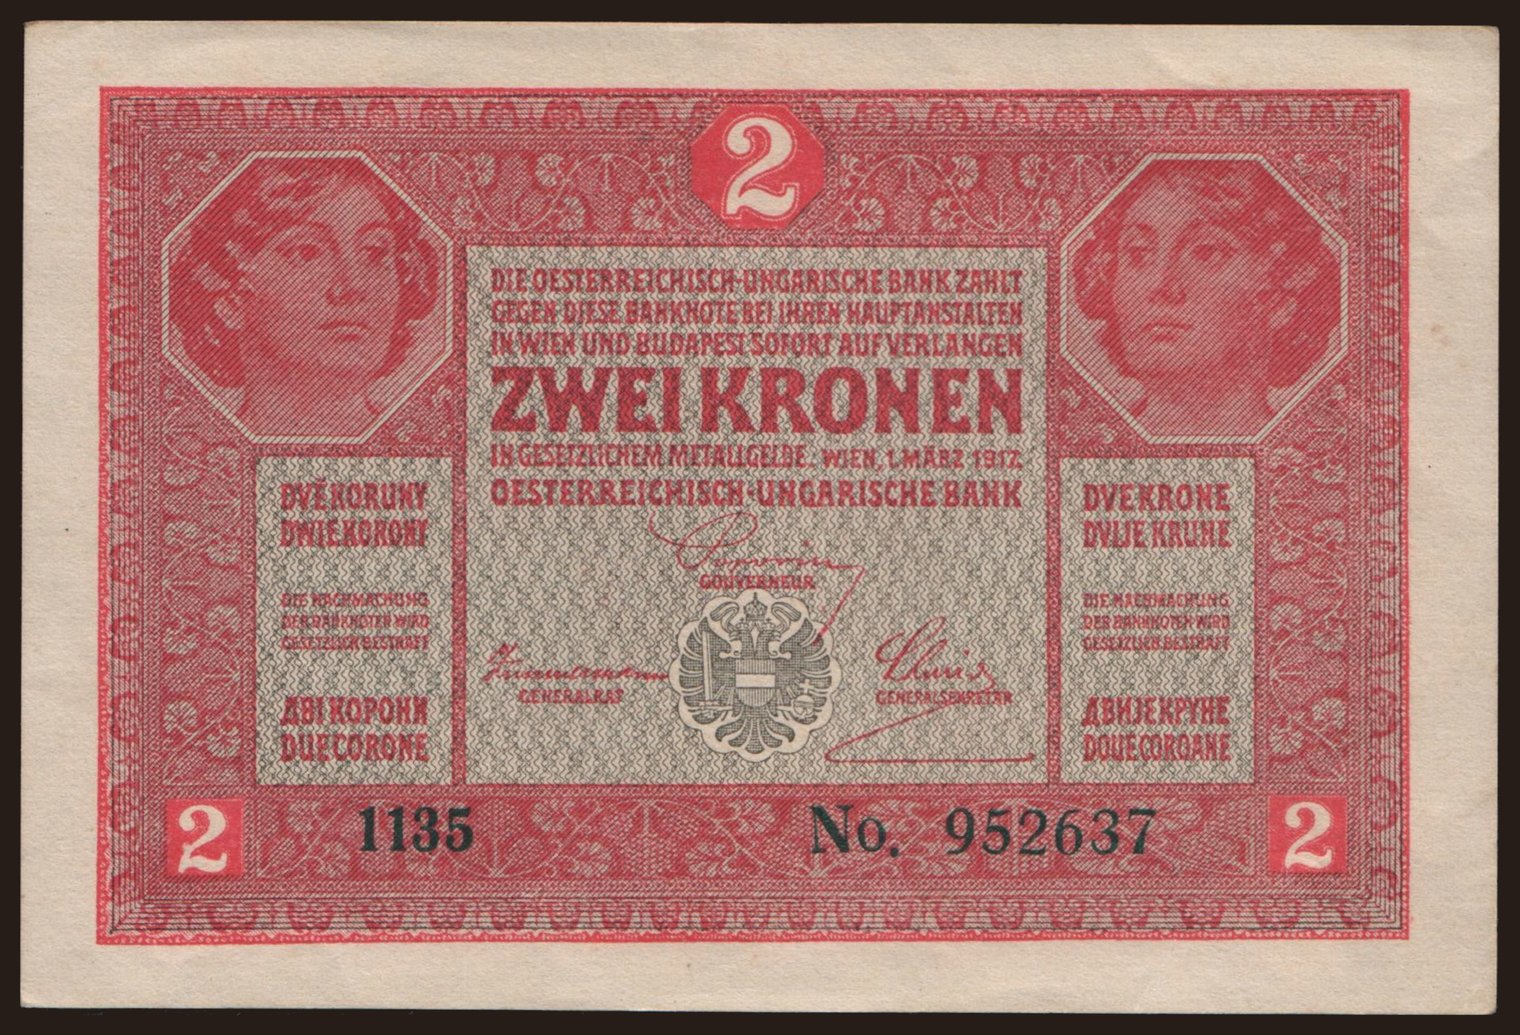 2
DIE OESTERREICHISCH-UNGARISCHE BANK ZAHLT
GEGEN DIESE BANKNOTE BEI IHREN HAUPTANSTALTEN
IN WIEN UND BUDAPEST SOFORT AUF VERLANGEN
ZWEI KRONEN
IN GESETZLICHEM METALLGELDE. WIEN, 1. MÄRZ 1917.
OESTERREICHISCH-UNGARISCHE BANK
GOUVERNEUR
GENERALRAT
GENERALSEKRETÄR
DVĚ KORUNY
DWIE KORONY
DIE NACHMACHUNG
DER BANKNOTEN WIRD
GESETZLICH BESTRAFT
ДВІ КОРОНИ
DUE CORONE
DVE KRONE
DVIJE KRUNE
DIE NACHMACHUNG
DER BANKNOTEN WIRD
GESETZLICH BESTRAFT
ДВИЈЕ КРУНЕ
DOUE COROANE
2
1135
No. 952637
2